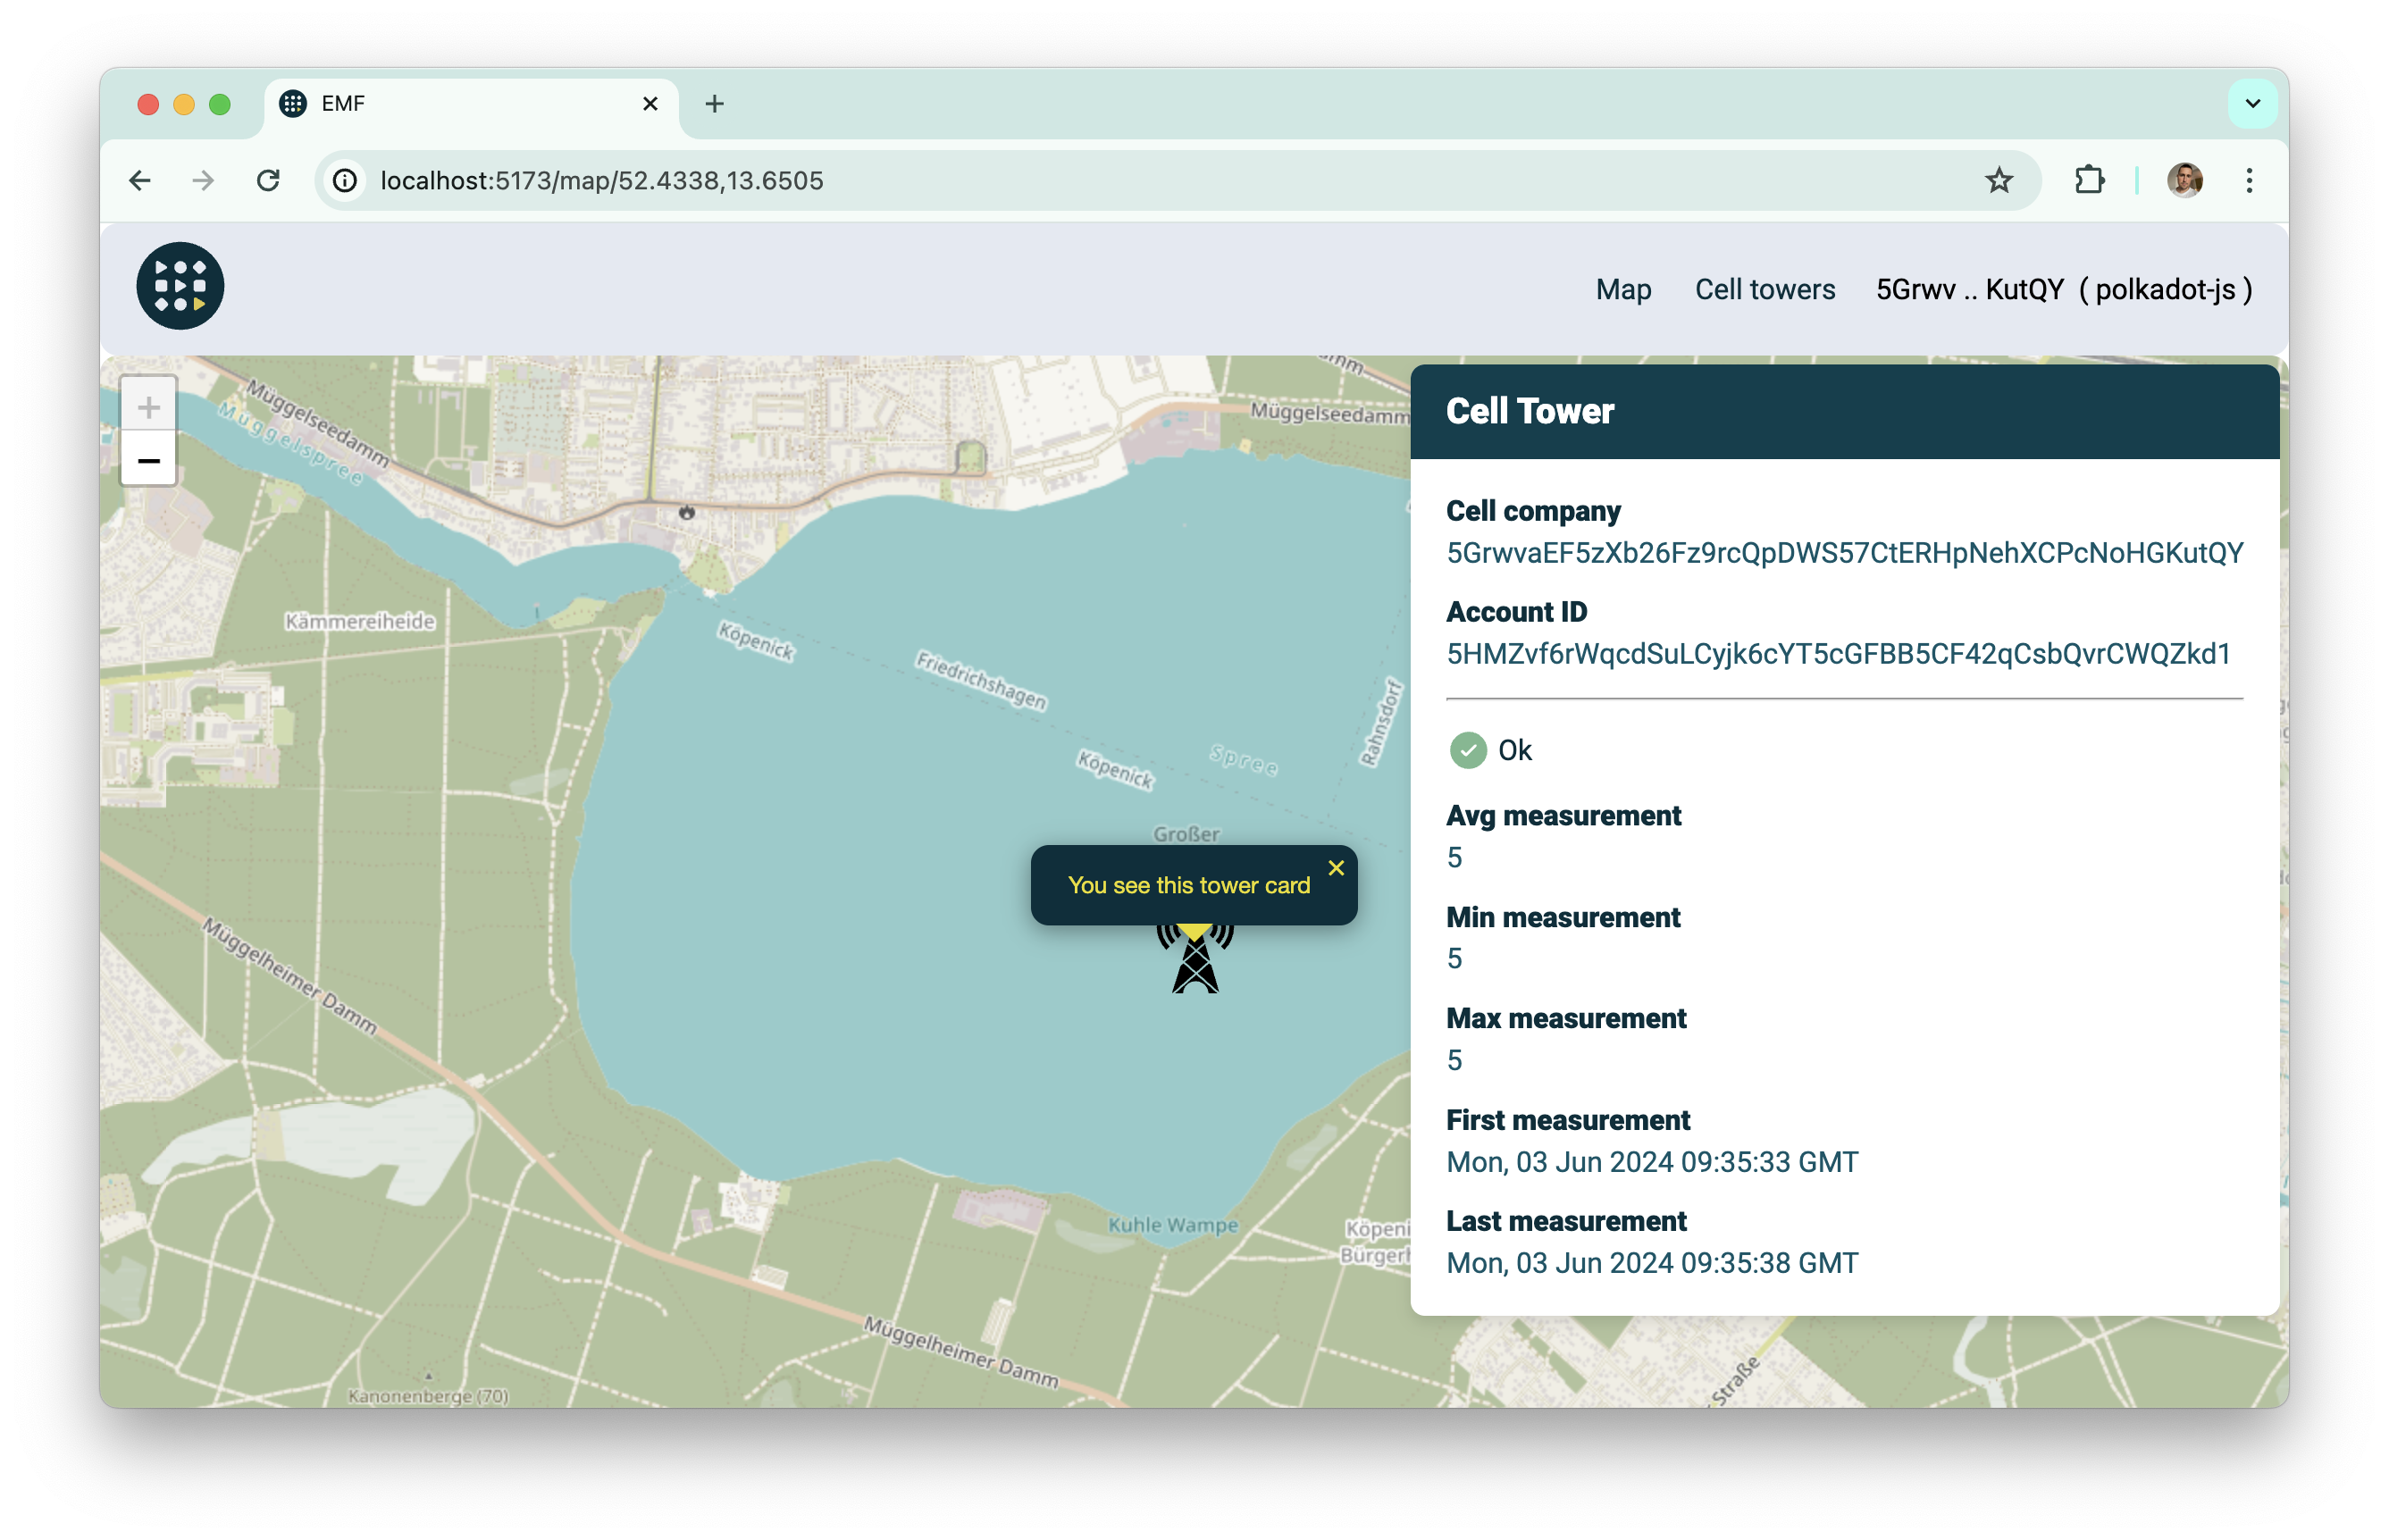 EMF
localhost:5173/map/52.4338,13.6505
Map
Cell towers
5Grwv .. KutQY ( polkadot-js )
+
−
Müggelseedamm
Müggelspree
Müggelseedamm
Kämmereiheide
Köpenick
Friedrichshagen
Köpenick
Spree
Rahnsdorf
Großer
You see this tower card
Müggelheimer Damm
Kuhle Wampe
Müggelheimer Damm
Kanonenberge (70)
Straße
Cell Tower
Cell company
5GrwvaEF5zXb26Fz9rcQpDWS57CtERHpNehXCPcNoHGKutQY
Account ID
5HMZvf6rWqcdSuLCyjk6cYT5cGFBB5CF42qCsbQvrCWQZkd1
Ok
Avg measurement
5
Min measurement
5
Max measurement
5
First measurement
Mon, 03 Jun 2024 09:35:33 GMT
Last measurement
Mon, 03 Jun 2024 09:35:38 GMT